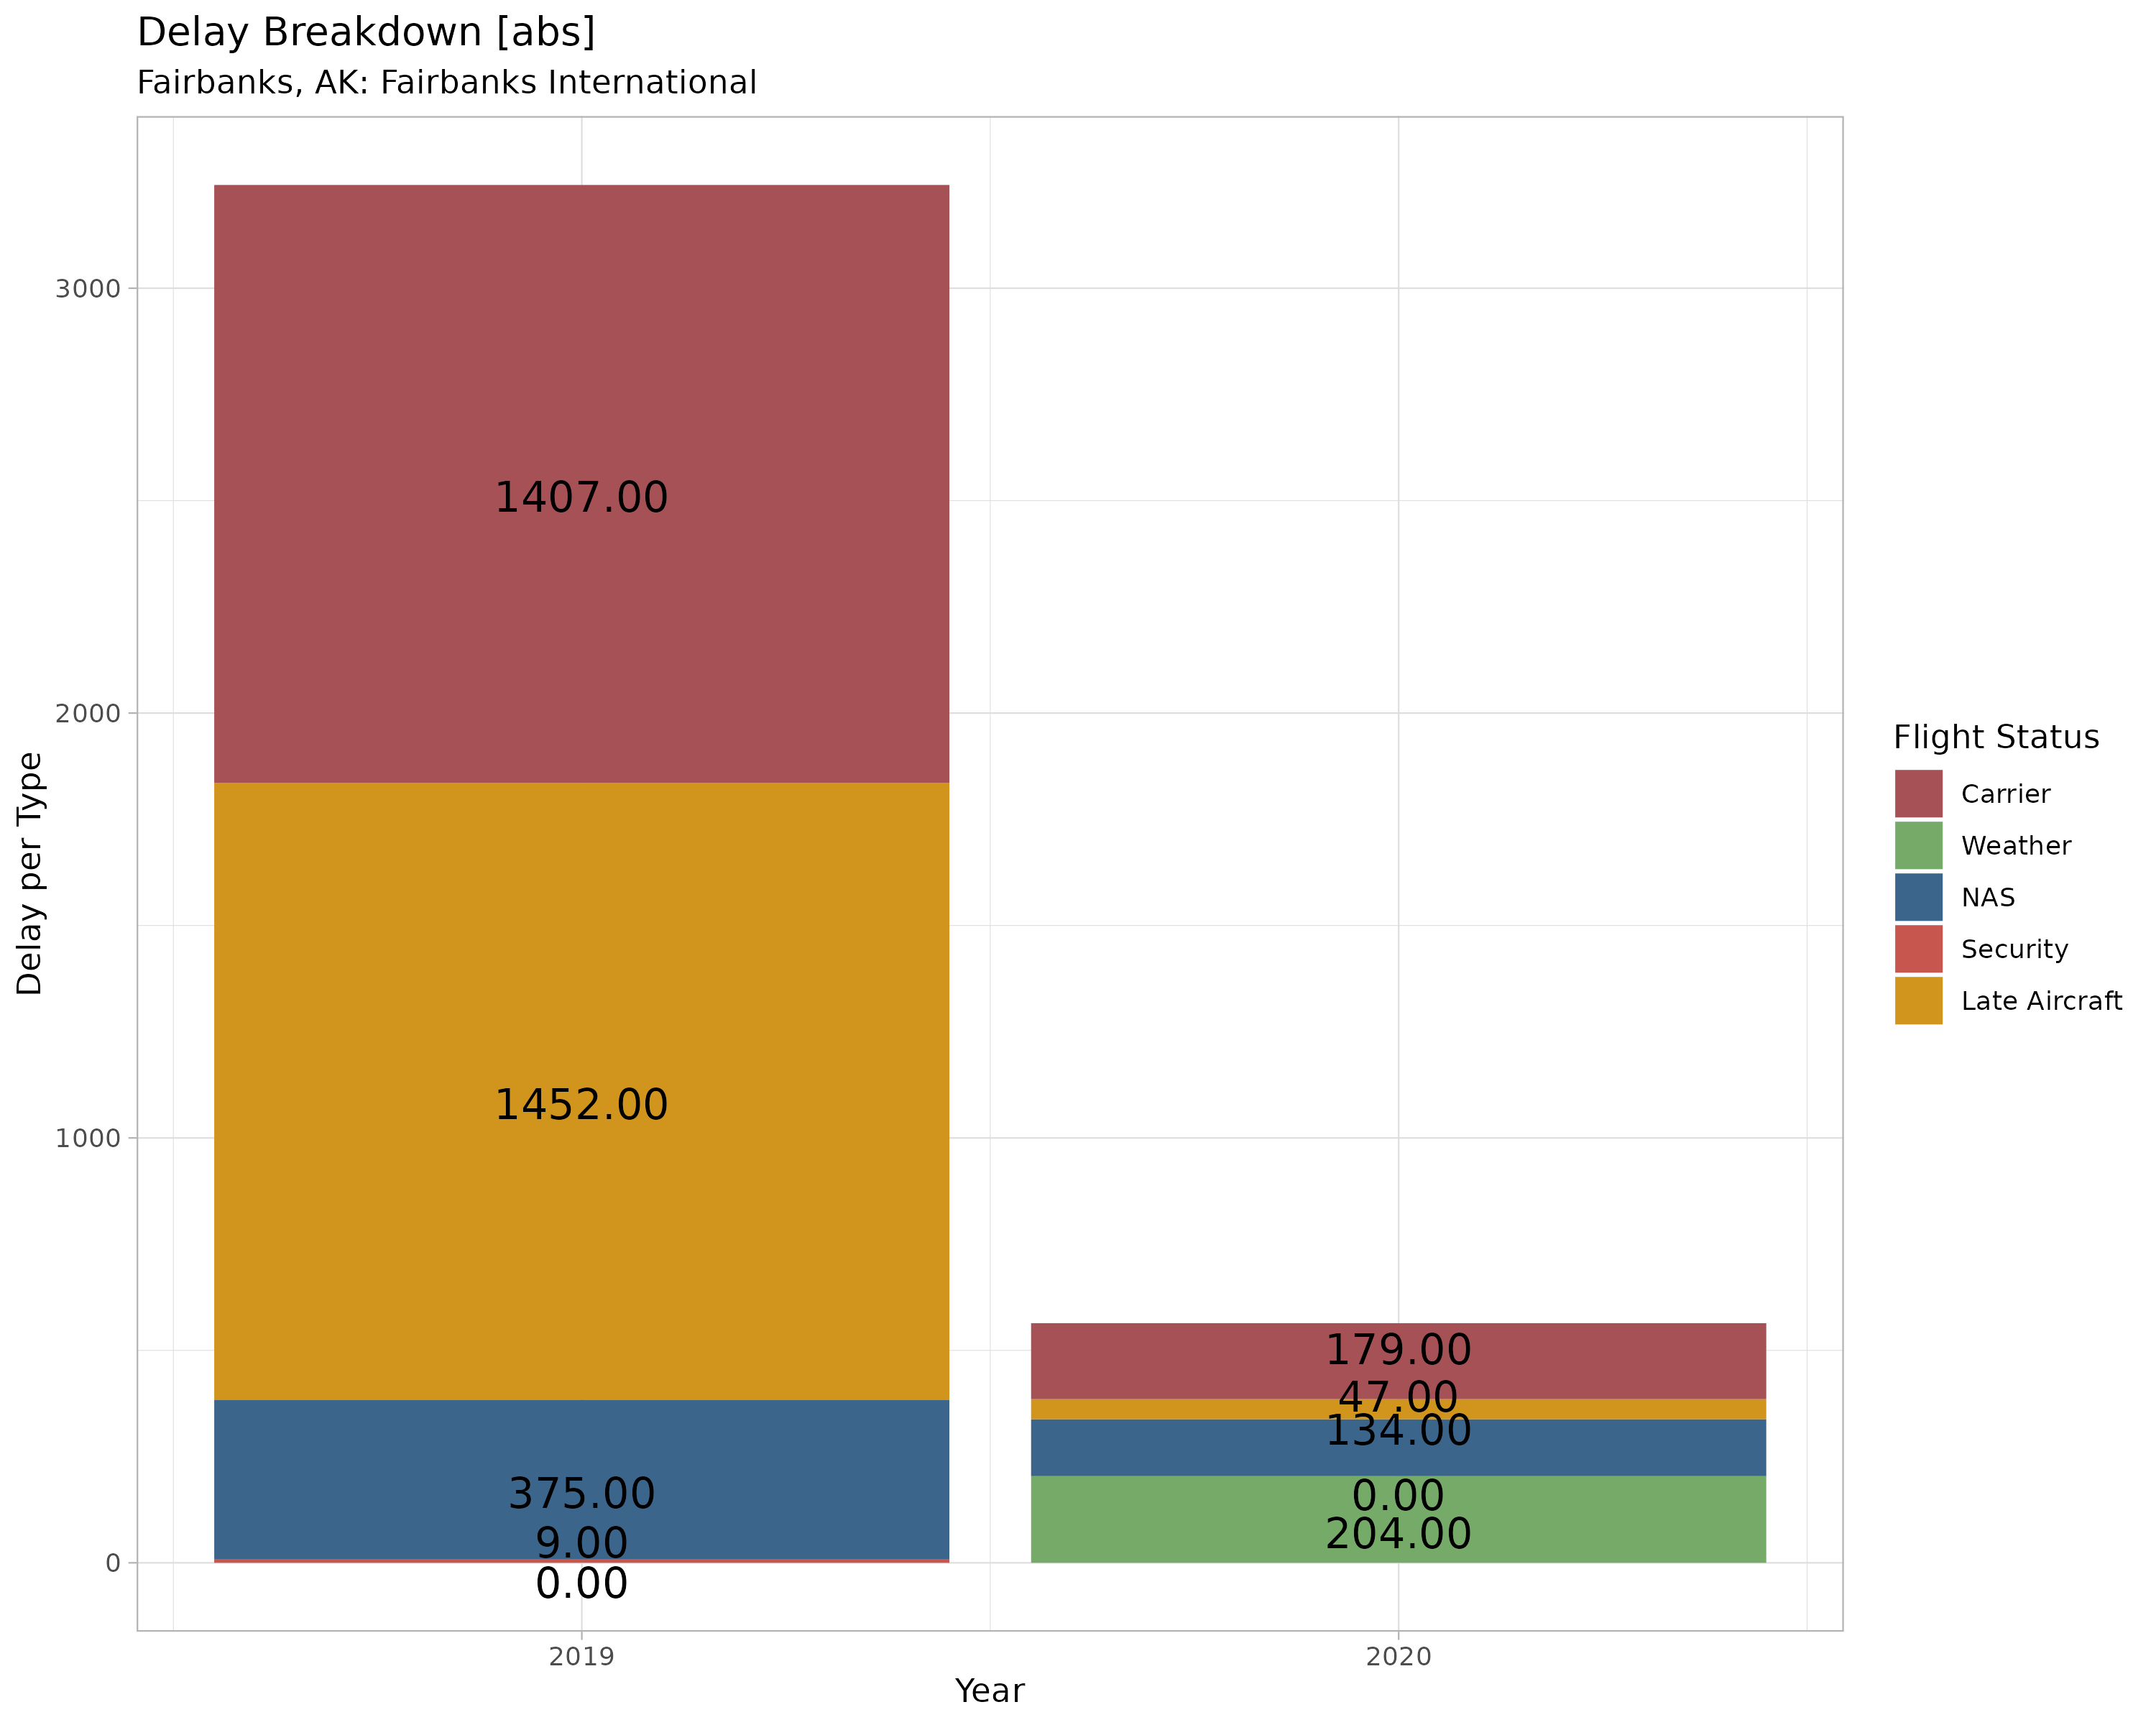 Delay Breakdown [abs]
Fairbanks, AK: Fairbanks International
Delay per Type
3000
2000
1000
0
1407.00
1452.00
375.00
9.00
0.00
179.00
47.00
134.00
0.00
204.00
2019
2020
Year
Flight Status
Carrier
Weather
NAS
Security
Late Aircraft